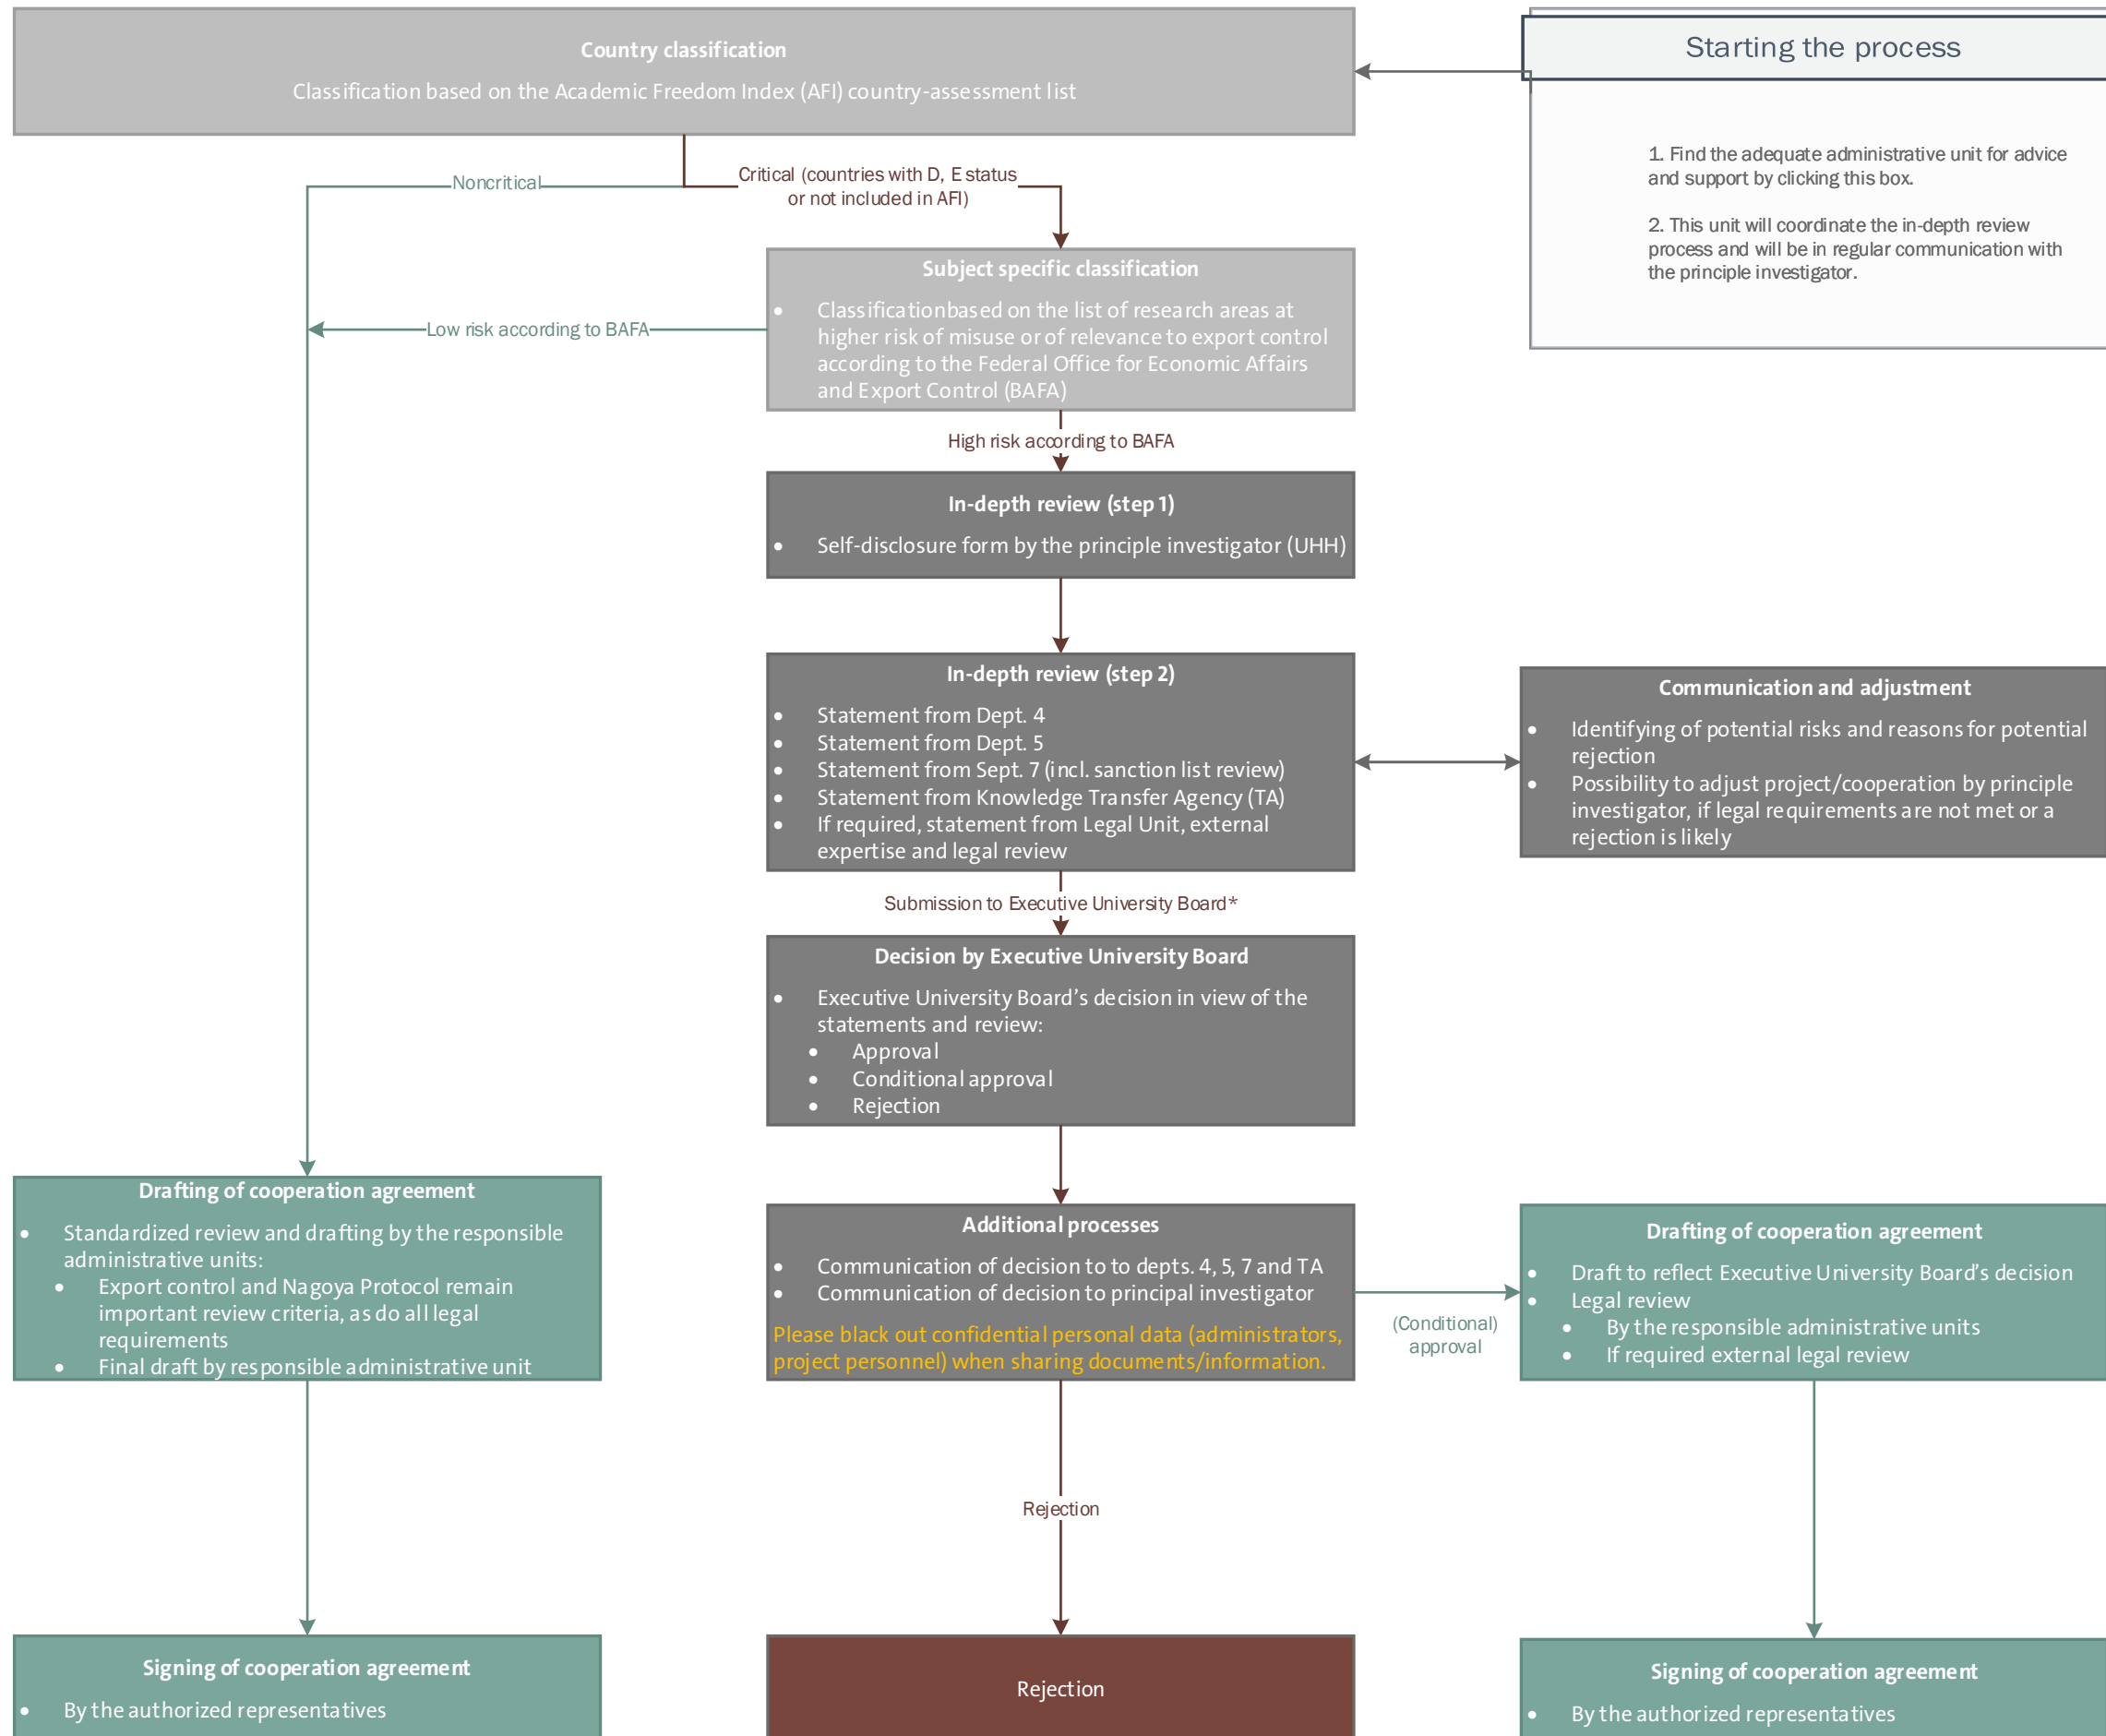 Country classification
Classification based on the Academic Freedom Index (AFI) country-assessment list
Starting the process
1. Find the adequate administrative unit for advice
and support by clicking this box.
2. This unit will coordinate the in-depth review
process and will be in regular communication with
the principle investigator.
Noncritical
Critical (countries with D, E status
or not included in AFI)
Subject specific classification
• Classificationbased on the list of research areas at
higher risk of misuse or of relevance to export control
according to the Federal Office for Economic Affairs
and Export Control (BAFA)
Low risk according to BAFA
High risk according to BAFA
In-depth review (step 1)
• Self-disclosure form by the principle investigator (UHH)
In-depth review (step 2)
• Statement from Dept. 4
• Statement from Dept. 5
• Statement from Sept. 7 (incl. sanction list review)
• Statement from Knowledge Transfer Agency (TA)
• If required, statement from Legal Unit, external
expertise and legal review
Communication and adjustment
• Identifying of potential risks and reasons for potential
rejection
• Possibility to adjust project/cooperation by principle
investigator, if legal requirements are not met or a
rejection is likely
Submission to Executive University Board*
Decision by Executive University Board
• Executive University Board’s decision in view of the
statements and review:
• Approval
• Conditional approval
• Rejection
Drafting of cooperation agreement
• Standardized review and drafting by the responsible
administrative units:
• Export control and Nagoya Protocol remain
important review criteria, as do all legal
requirements
• Final draft by responsible administrative unit
Additional processes
• Communication of decision to to depts. 4, 5, 7 and TA
• Communication of decision to principal investigator
Please black out confidential personal data (administrators,
project personnel) when sharing documents/information.
(Conditional)
approval
Drafting of cooperation agreement
• Draft to reflect Executive University Board’s decision
• Legal review
• By the responsible administrative units
• If required external legal review
Rejection
Signing of cooperation agreement
• By the authorized representatives
Rejection
Signing of cooperation agreement
• By the authorized representatives